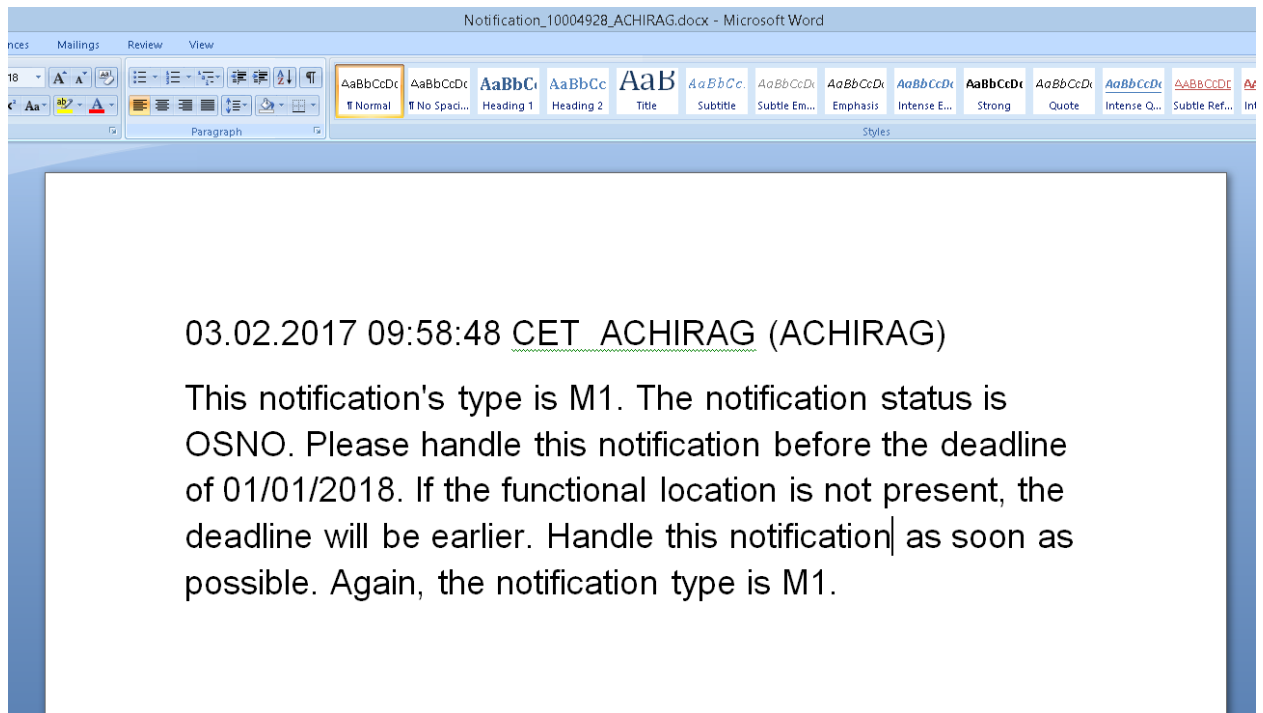 Notification_10004928_ACHIRAG.docx - Microsoft Word
nces Mailings Review View
18 A A Aa
AaBbCcDc AaBbCcDc AaBbC AaBbCc AaB AaBbCc. AaBbCcDc AaBbCcDc AaBbCcDc AaBbCcDc AaBbCcDc AaBbCcDc AABBCCDC
¶ Normal ¶ No Spaci... Heading 1 Heading 2 Title Subtitle Subtle Em... Emphasis Intense E... Strong Quote Intense Q... Subtle Ref... Int
Paragraph Styles
03.02.2017 09:58:48 CET ACHIRAG (ACHIRAG)
This notification's type is M1. The notification status is
OSNO. Please handle this notification before the deadline
of 01/01/2018. If the functional location is not present, the
deadline will be earlier. Handle this notification as soon as
possible. Again, the notification type is M1.